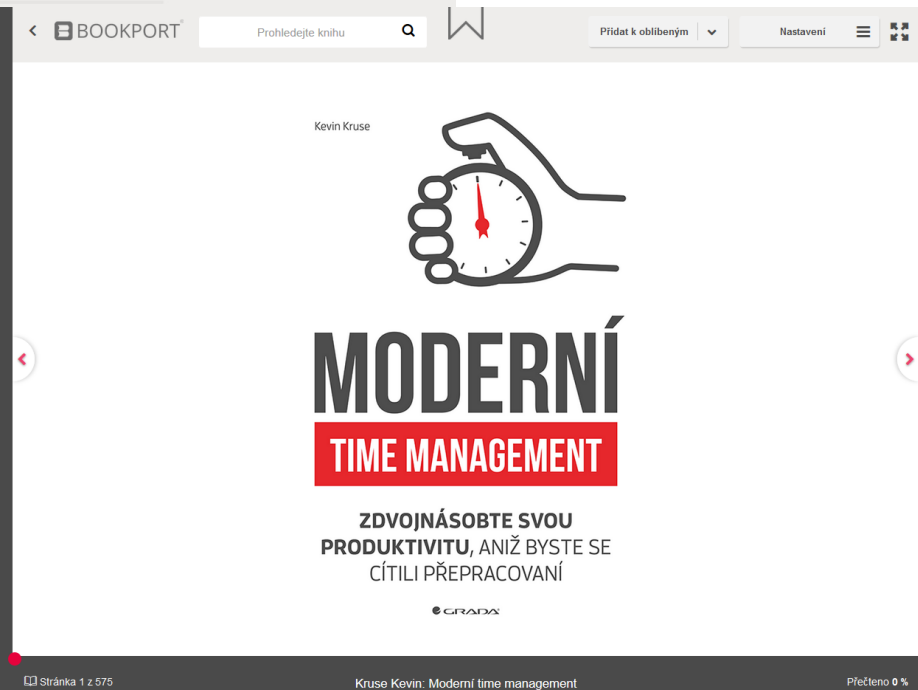 BOOKPORT
Prohledejte knihu
Přidat k oblíbeným
Nastavení
Kevin Kruse
MODERNÍ
TIME MANAGEMENT
ZDVOJNÁSOBTE SVOU
PRODUKTIVITU, ANIŽ BYSTE SE
CÍTILI PŘEPRACOVANÍ
GRADA
Stránka 1 z 575
Kruse Kevin: Moderní time management
Přečteno 0 %